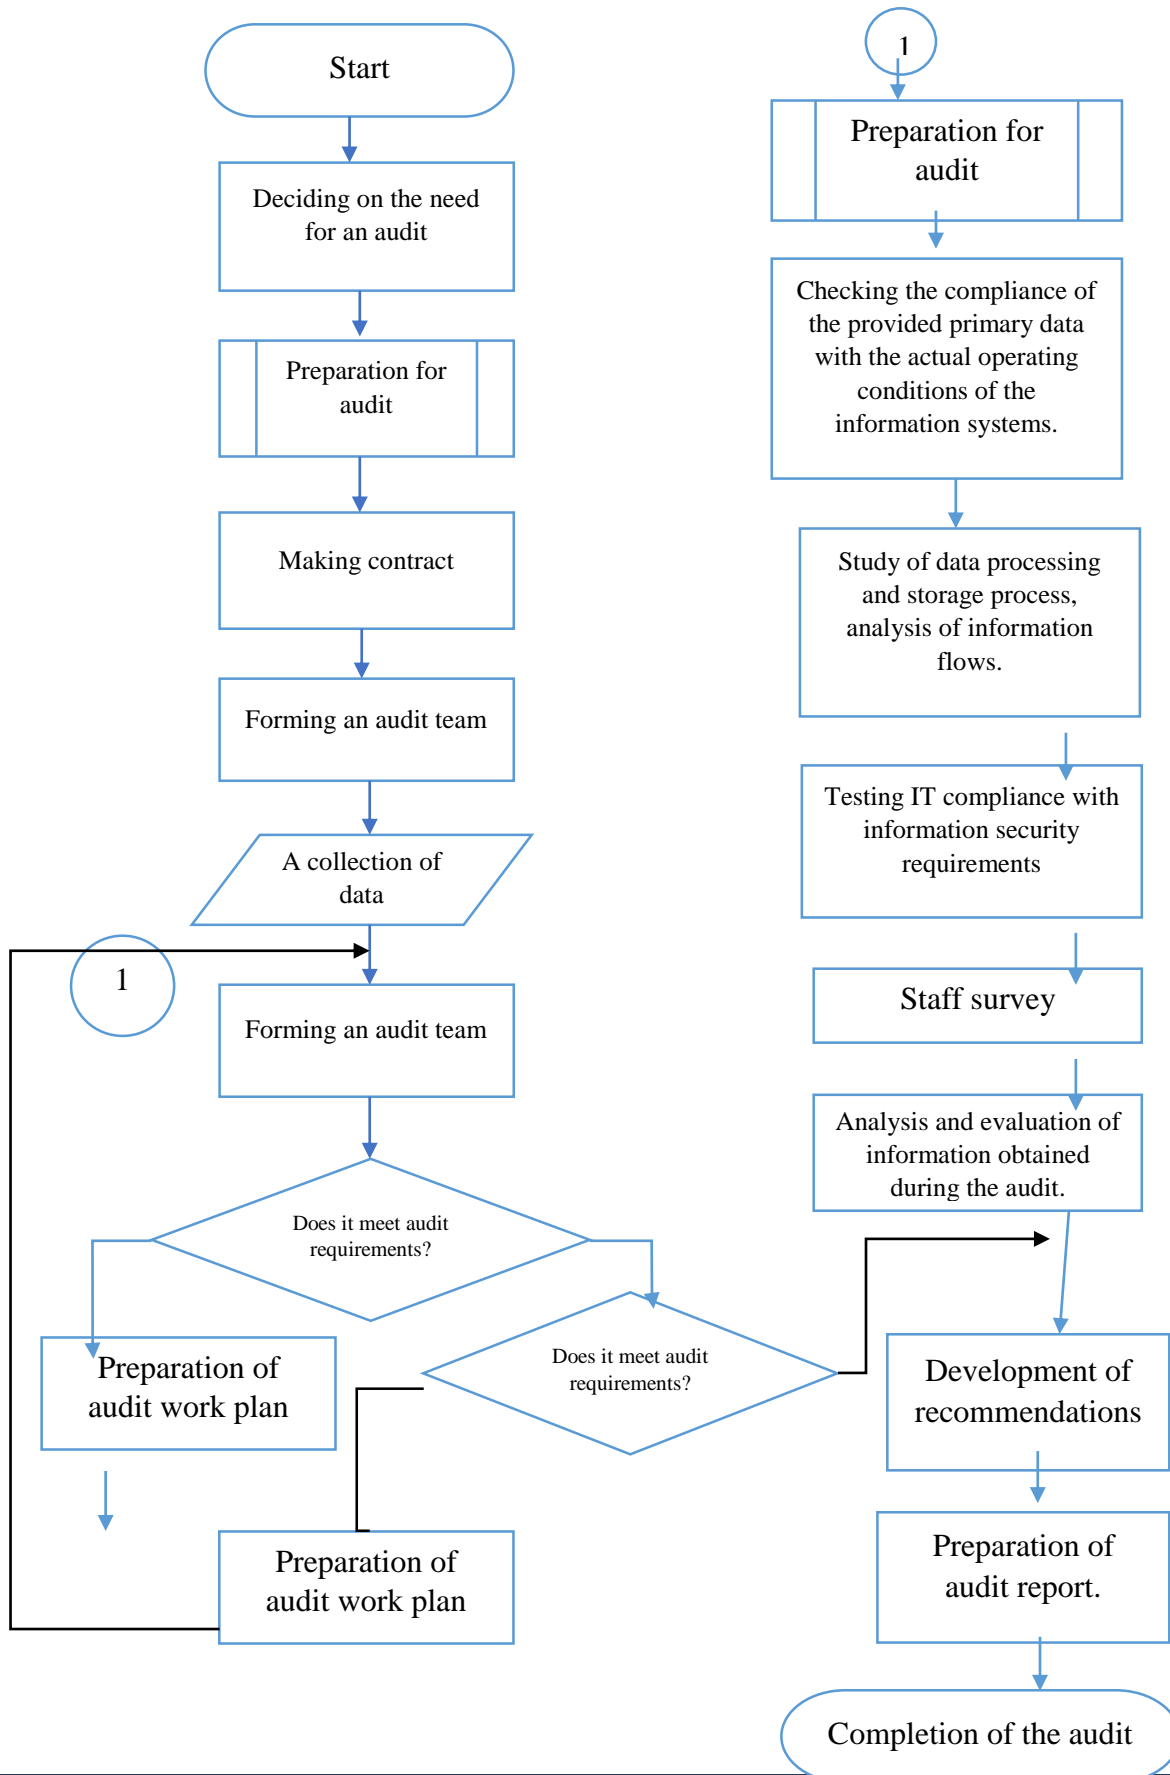 Start
Deciding on the need
for an audit
Preparation for
audit
Making contract
Forming an audit team
A collection of
data
1
Forming an audit team
Does it meet audit
requirements?
Preparation of
audit work plan
Does it meet audit
requirements?
Preparation of
audit work plan
1
Preparation for
audit
Checking the compliance of
the provided primary data
with the actual operating
conditions of the
information systems.
Study of data processing
and storage process,
analysis of information
flows.
Testing IT compliance with
information security
requirements
Staff survey
Analysis and evaluation of
information obtained
during the audit.
Development of
recommendations
Preparation of
audit report.
Completion of the audit